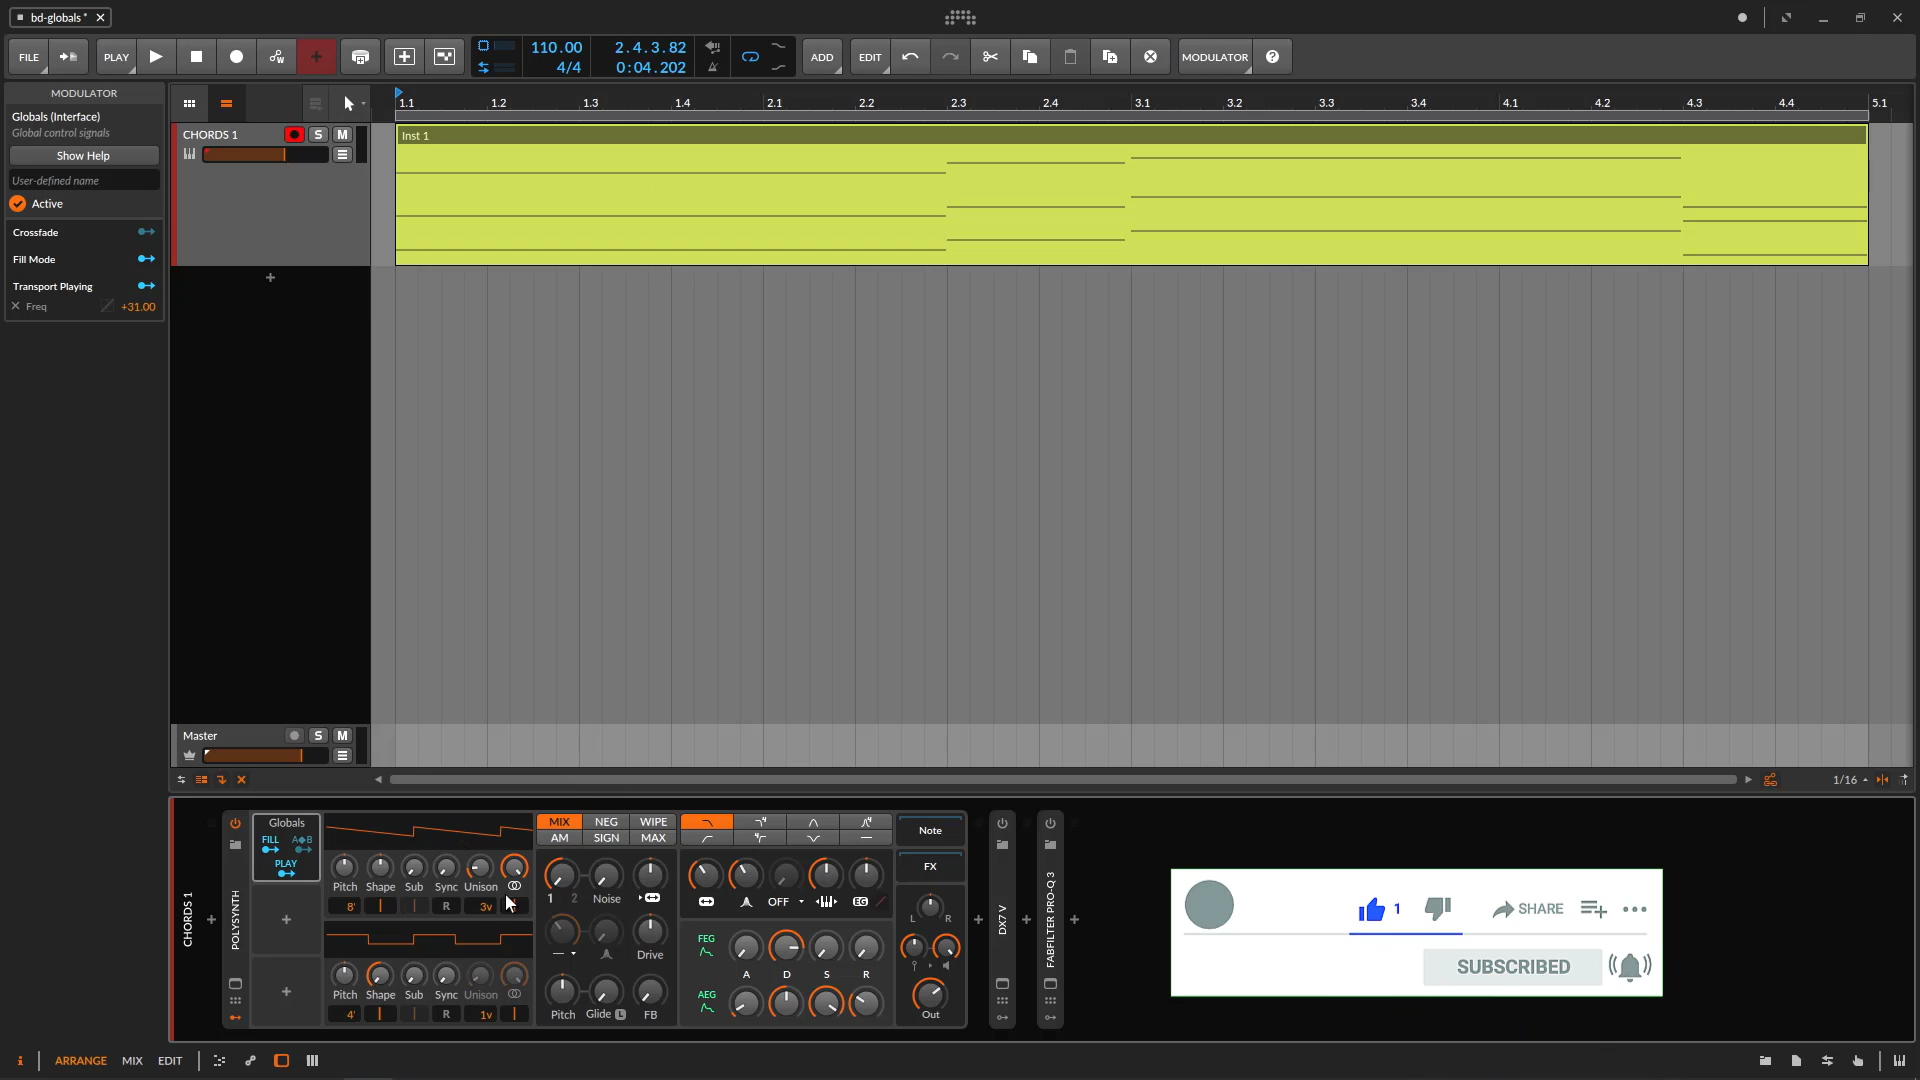 bd-globals*
FILE
PLAY
110.00
4/4
2.4.3.82
0:04.202
ADD
EDIT
MODULATOR
MODULATOR
Globals (Interface)
Global control signals
Show Help
User-defined name
Active
Crossfade
Fill Mode
Transport Playing
Freq +31.00
1.1 1.2 1.3 1.4 2.1 2.2 2.3 2.4 3.1 3.2 3.3 3.4 4.1 4.2 4.3 4.4 5.1
CHORDS 1 S M
Inst 1
Master S M
1/16
CHORDS 1
POLYSYNTH
Globals
FILL A B
PLAY
Pitch Shape Sub Sync Unison
8' R 3v
Pitch Shape Sub Sync Unison
4' R 1v
MIX NEG WIPE
AM SIGN MAX
1 2 Noise
Drive
Pitch Glide L FB
OFF EG
FEG
A D S R
AEG
Note
FX
L R
Out
DX7 V
FABFILTER PRO-Q 3
1 SHARE
SUBSCRIBED
i ARRANGE MIX EDIT